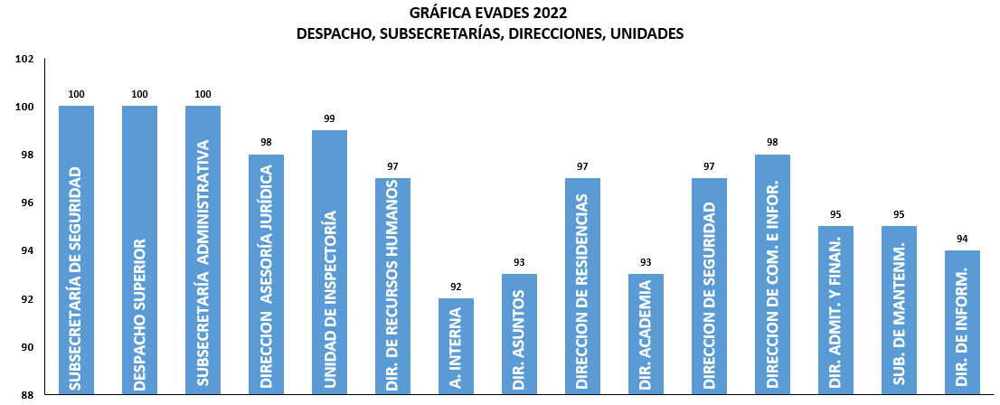 GRÁFICA EVADES 2022
DESPACHO, SUBSECRETARÍAS, DIRECCIONES, UNIDADES
102
100
98
96
94
92
90
88
100
100
100
98
99
97
92
93
97
93
97
98
95
95
94
SUBSECRETARÍA DE SEGURIDAD
DESPACHO SUPERIOR
SUBSECRETARÍA ADMINISTRATIVA
DIRECCION ASESORÍA JURÍDICA
UNIDAD DE INSPECTORÍA
DIR. DE RECURSOS HUMANOS
A. INTERNA
DIR. ASUNTOS
DIRECCION DE RESIDENCIAS
DIR. ACADEMIA
DIRECCION DE SEGURIDAD
DIRECCION DE COM. E INFOR.
DIR. ADMIT. Y FINAN.
SUB. DE MANTENM.
DIR. DE INFORM.